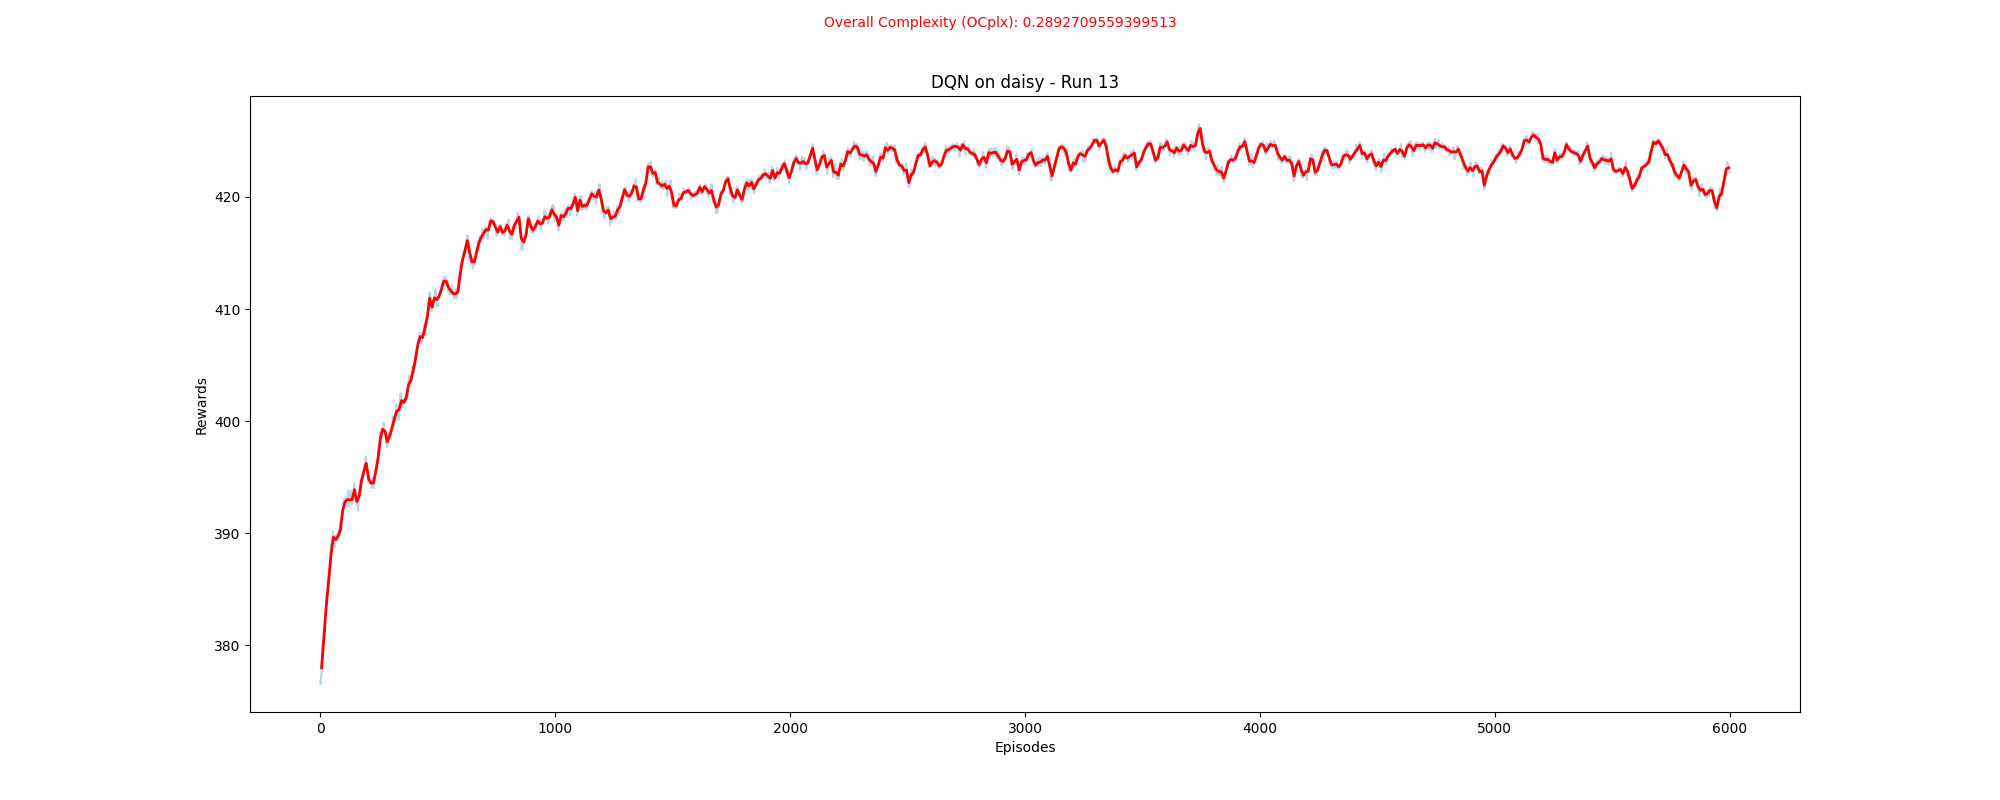 Overall Complexity (OCplx): 0.2892709559399513
DQN on daisy - Run 13
Rewards
420
410
400
390
380
0 1000 2000 3000 4000 5000 6000
Episodes